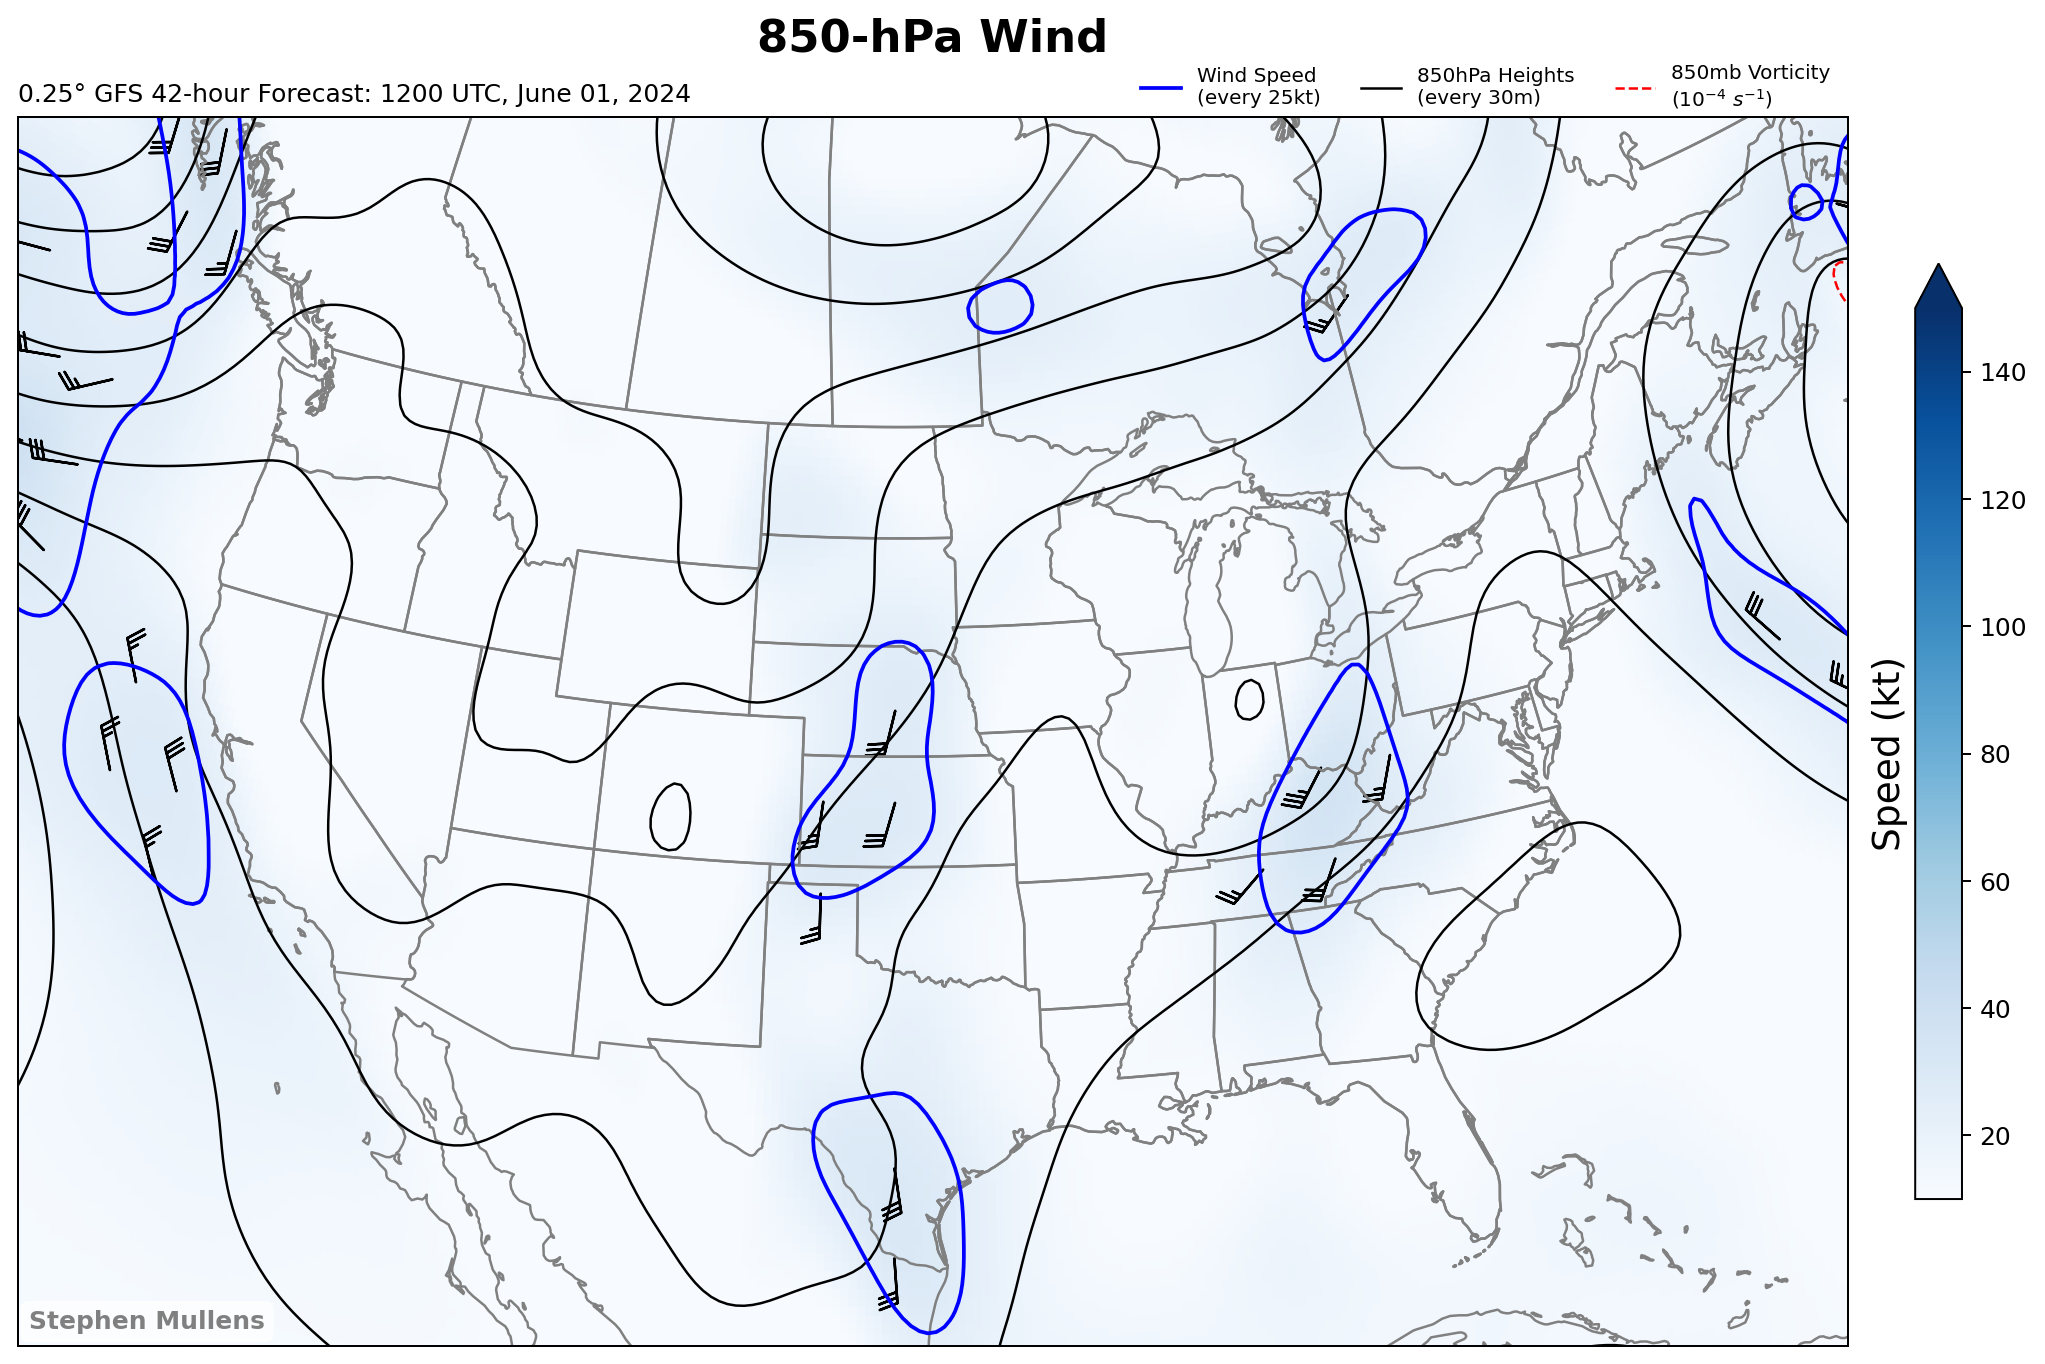 850-hPa Wind
0.25° GFS 42-hour Forecast: 1200 UTC, June 01, 2024
Wind Speed
(every 25kt)
850hPa Heights
(every 30m)
850mb Vorticity
(10⁻⁴ s⁻¹)
140
120
100
80
60
40
20
Speed (kt)
Stephen Mullens